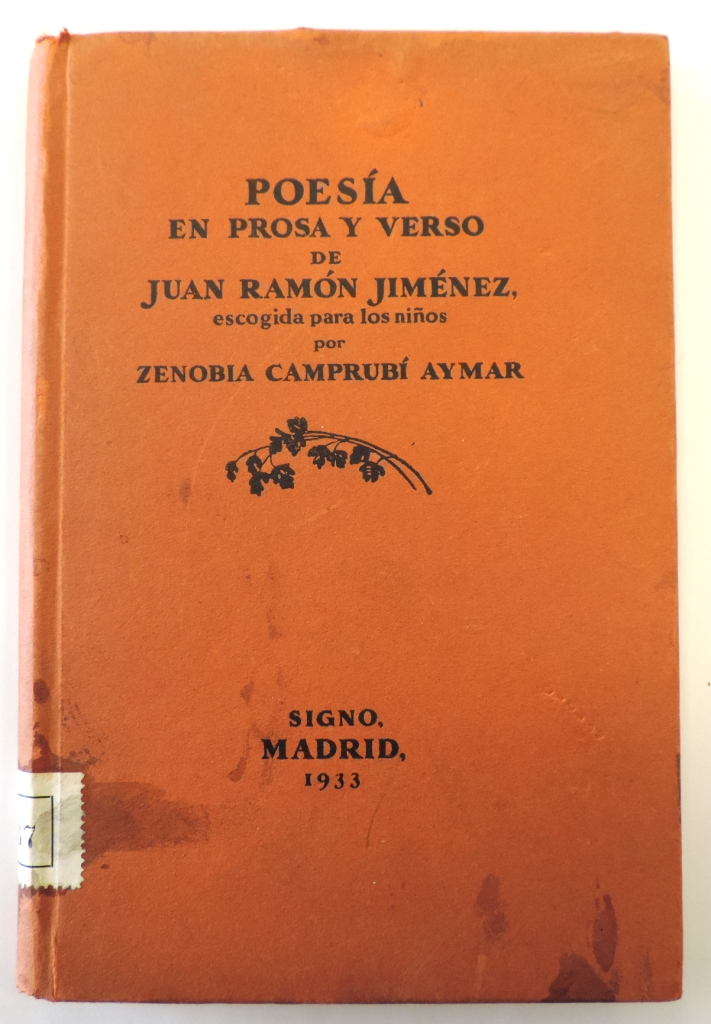 POESÍA
EN PROSA Y VERSO
DE
JUAN RAMÓN JIMÉNEZ,
escogida para los niños
por
ZENOBIA CAMPRUBÍ AYMAR
SIGNO,
MADRID,
1933